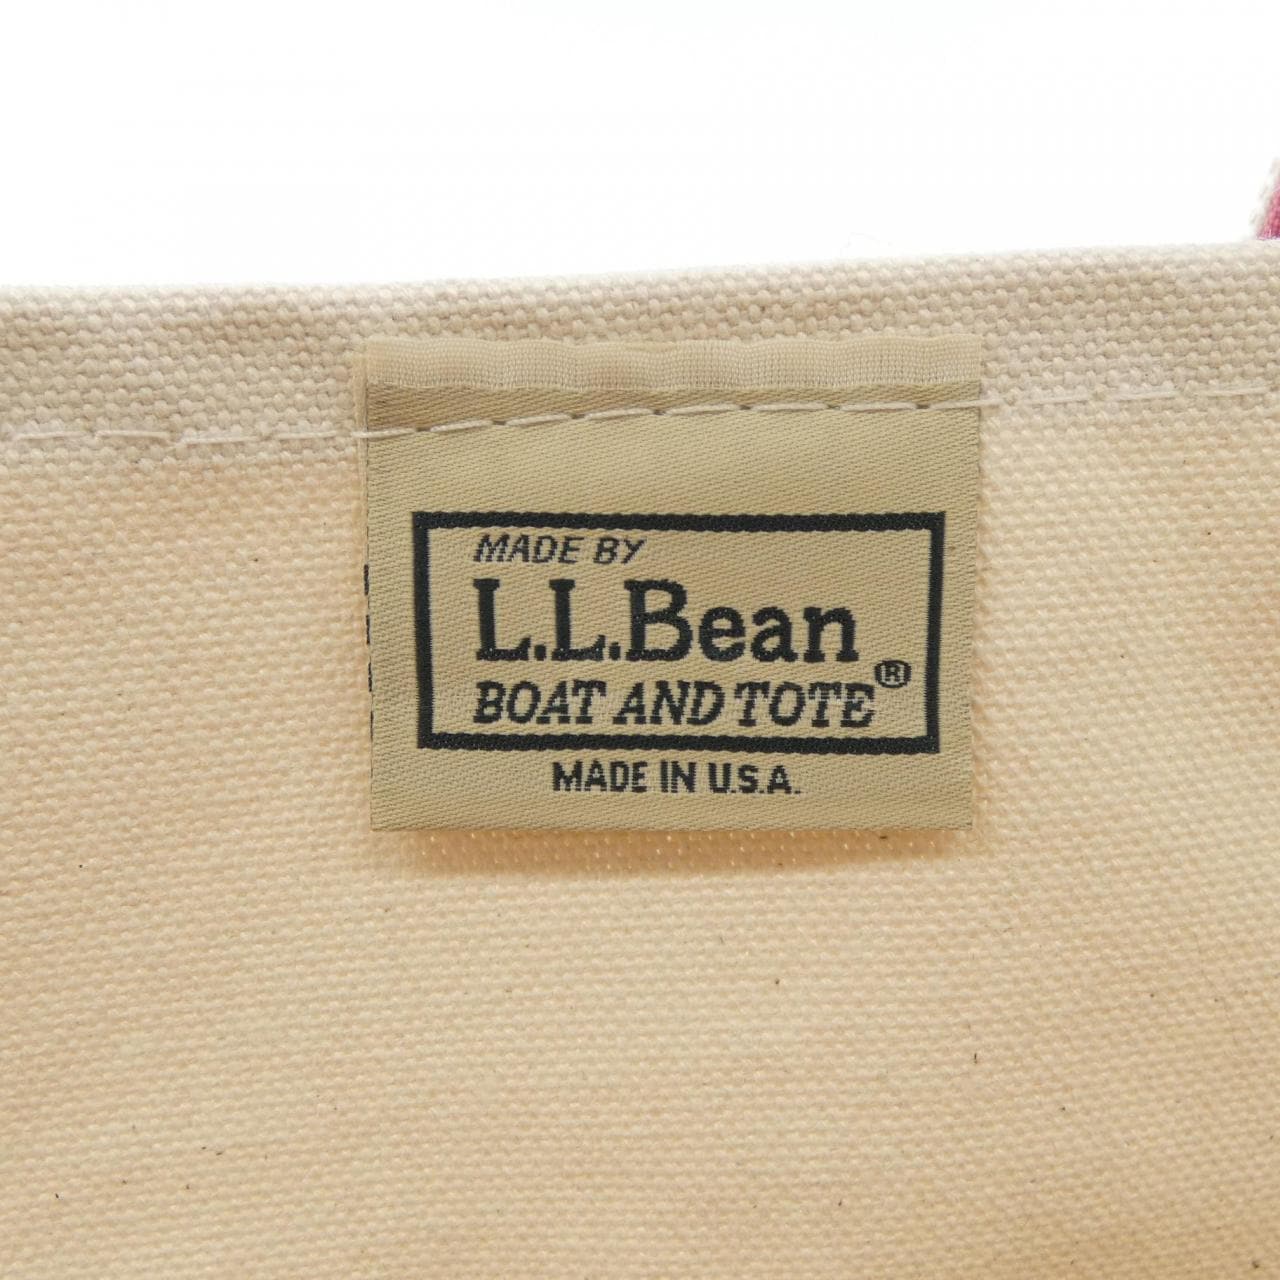 MADE BY
L.L.Bean
BOAT AND TOTE®
MADE IN U.S.A.